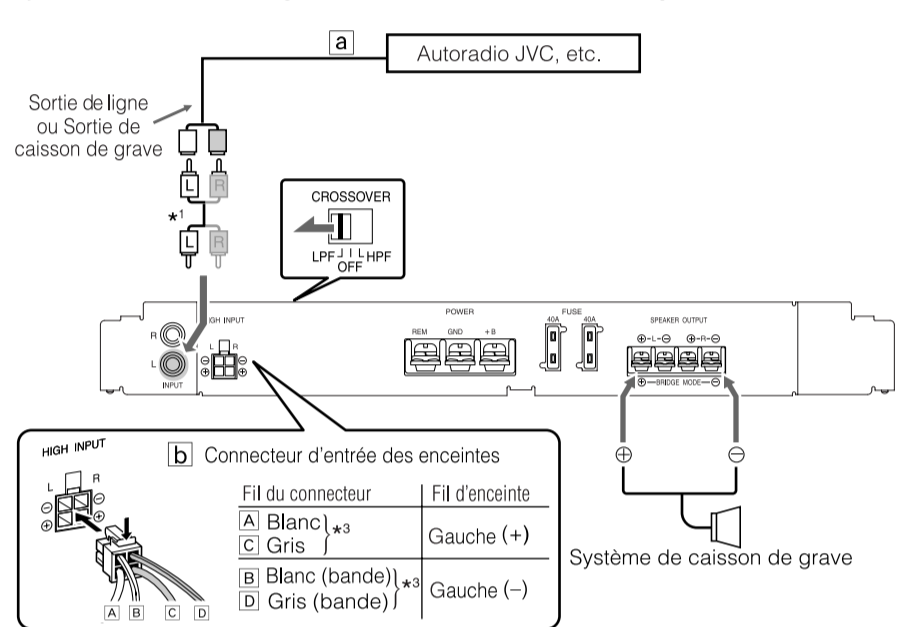 a
Autoradio JVC, etc.
Sortie de ligne
ou Sortie de
caisson de grave
L R
*1
L R
CROSSOVER
LPF OFF HPF
R
L
INPUT
HIGH INPUT
L R
⊖ ⊖
⊕ ⊕
POWER
REM GND +B
FUSE
40A 40A
SPEAKER OUTPUT
⊕-L-⊖ ⊕-R-⊖
⊕—BRIDGE MODE—⊖
⊕ ⊖
Système de caisson de grave
HIGH INPUT
L R
⊖ ⊖
⊕ ⊕
A B C D
b Connecteur d'entrée des enceintes
Fil du connecteur Fil d'enceinte
A Blanc
C Gris
*3
Gauche (+)
B Blanc (bande)
D Gris (bande)
*3
Gauche (−)